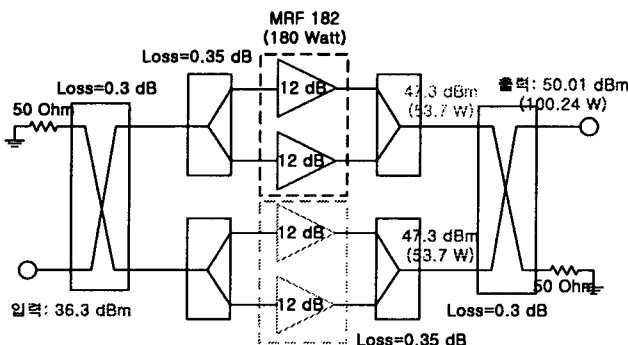 MRF 182
(180 Watt)
Loss=0.35 dB
Loss=0.3 dB
50 Ohm
12 dB
12 dB
47.3 dBm
(53.7 W)
출력: 50.01 dBm
(100.24 W)
12 dB
12 dB
47.3 dBm
(53.7 W)
50 Ohm
입력: 36.3 dBm
Loss=0.3 dB
Loss=0.35 dB